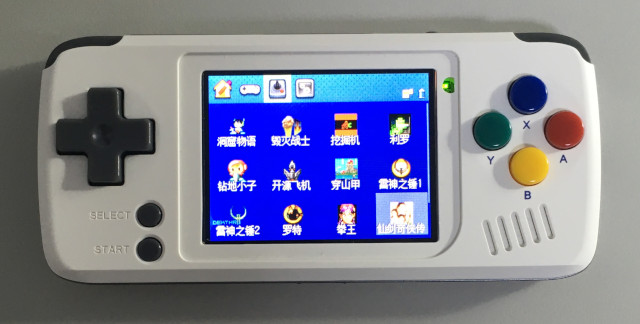 洞窟物语 毁灭战士 挖掘机 利罗
钻地小子 开源飞机 穿山甲 雷神之锤1
雷神之锤2 罗特 拳王 仙剑奇侠传
SELECT
START
X
Y
A
B